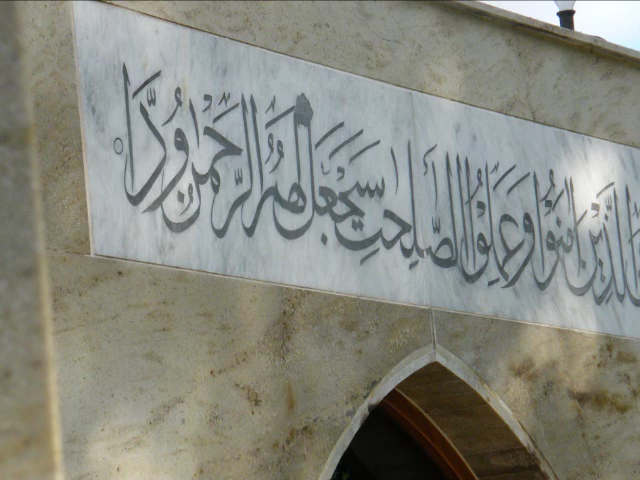 الذين امنوا وعملوا الصلحت سيجعل لهم الرحمن ودا